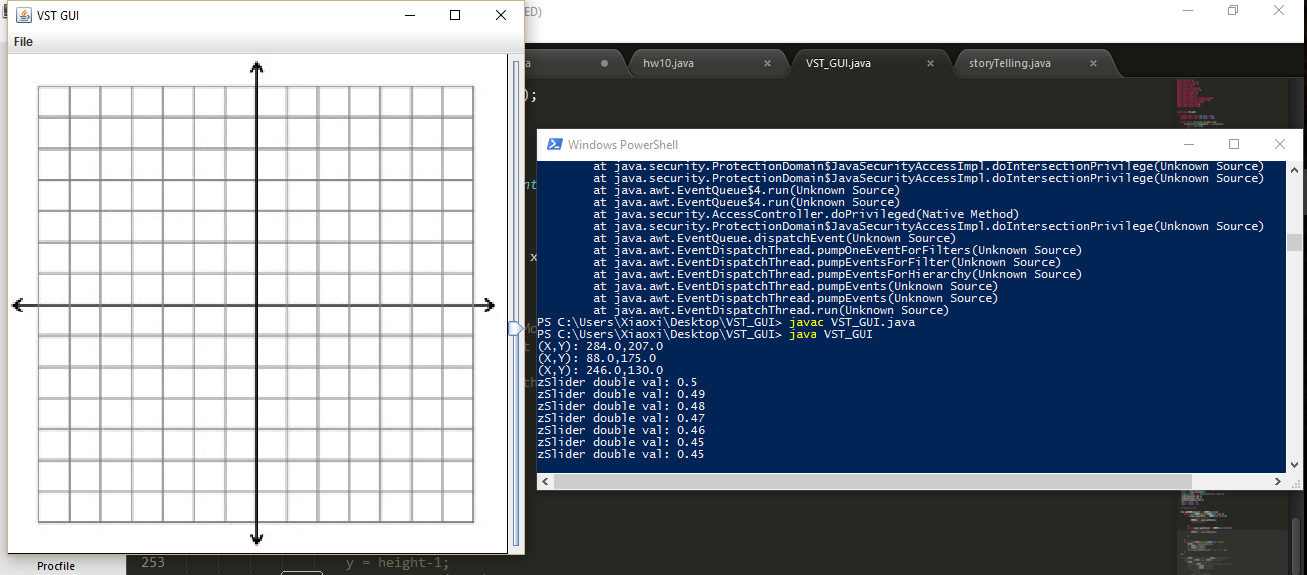 VST GUI
File
ED)
a
hw10.java
VST_GUI.java
storyTelling.java
);
nt
x
Windows PowerShell
at java.security.ProtectionDomain$JavaSecurityAccessImpl.doIntersectionPrivilege(Unknown Source)
at java.security.ProtectionDomain$JavaSecurityAccessImpl.doIntersectionPrivilege(Unknown Source)
at java.awt.EventQueue$4.run(Unknown Source)
at java.awt.EventQueue$4.run(Unknown Source)
at java.security.AccessController.doPrivileged(Native Method)
at java.security.ProtectionDomain$JavaSecurityAccessImpl.doIntersectionPrivilege(Unknown Source)
at java.awt.EventQueue.dispatchEvent(Unknown Source)
at java.awt.EventDispatchThread.pumpOneEventForFilters(Unknown Source)
at java.awt.EventDispatchThread.pumpEventsForFilter(Unknown Source)
at java.awt.EventDispatchThread.pumpEventsForHierarchy(Unknown Source)
at java.awt.EventDispatchThread.pumpEvents(Unknown Source)
at java.awt.EventDispatchThread.pumpEvents(Unknown Source)
at java.awt.EventDispatchThread.run(Unknown Source)
PS C:\Users\Xiaoxi\Desktop\VST_GUI> javac VST_GUI.java
PS C:\Users\Xiaoxi\Desktop\VST_GUI> java VST_GUI
(X,Y): 284.0,207.0
(X,Y): 88.0,175.0
(X,Y): 246.0,130.0
zSlider double val: 0.5
zSlider double val: 0.49
zSlider double val: 0.48
zSlider double val: 0.47
zSlider double val: 0.46
zSlider double val: 0.45
zSlider double val: 0.45
Procfile
253 y = height-1;